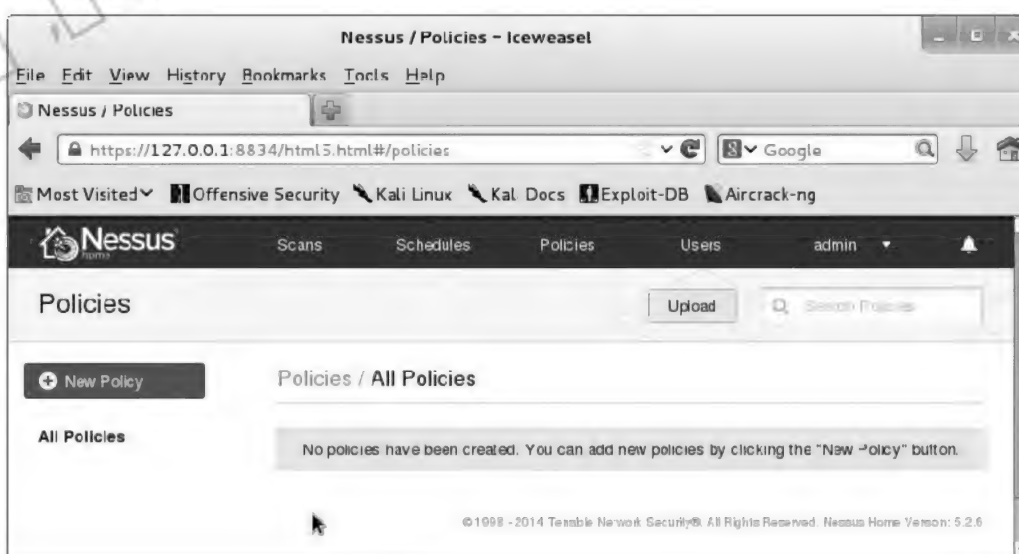 Nessus / Policies - Iceweasel
File Edit View History Bookmarks Tools Help
Nessus / Policies
https://127.0.0.1:8834/html5.html#/policies
Google
Most Visited Offensive Security Kali Linux Kali Docs Exploit-DB Aircrack-ng
Nessus home Scans Schedules Policies Users admin
Policies Upload Search Policies
New Policy Policies / All Policies
All Policies
No policies have been created. You can add new policies by clicking the "New Policy" button.
©1998 - 2014 Tenable Network Security®. All Rights Reserved. Nessus Home Version: 5.2.6